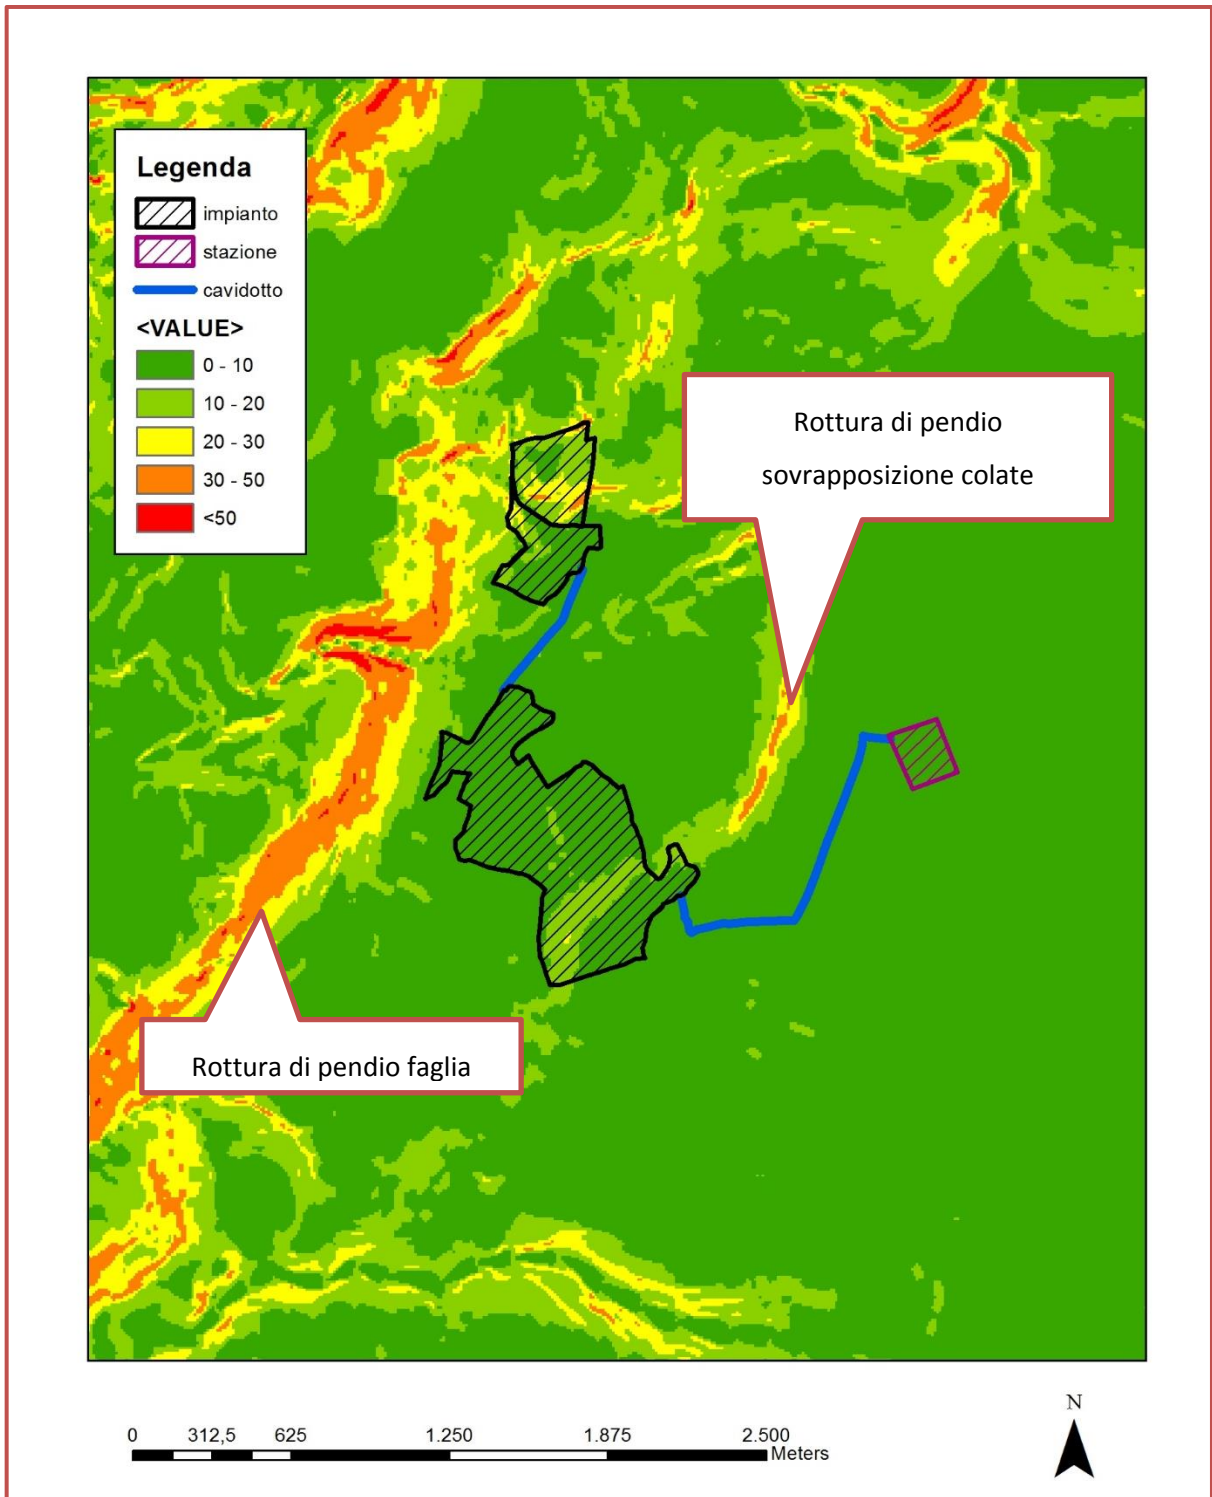 Legenda
impianto
stazione
cavidotto
<VALUE>
0 - 10
10 - 20
20 - 30
30 - 50
<50
Rottura di pendio
sovrapposizione colate
Rottura di pendio faglia
0 312,5 625 1.250 1.875 2.500
Meters
N